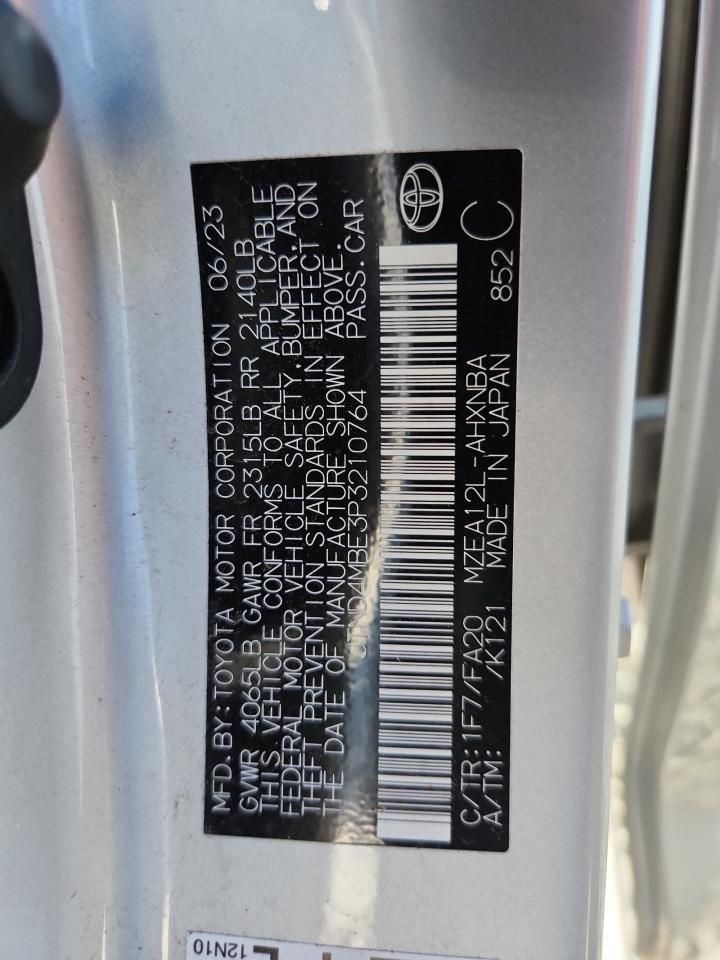 MFD.BY:TOYOTA MOTOR CORPORATION 06/23
GVWR 4065LB GAWR FR 2315LB RR 2140LB
THIS VEHICLE CONFORMS TO ALL APPLICABLE
FEDERAL MOTOR VEHICLE SAFETY,BUMPER,AND
THEFT PREVENTION STANDARDS IN EFFECT ON
THE DATE OF MANUFACTURE SHOWN ABOVE.
JTND4MBE3P3210764 PASS.CAR
C/TR:1F7/FA20 MZEA12L-AHXNBA 852 C
A/TM: /K121 MADE IN JAPAN
12N10